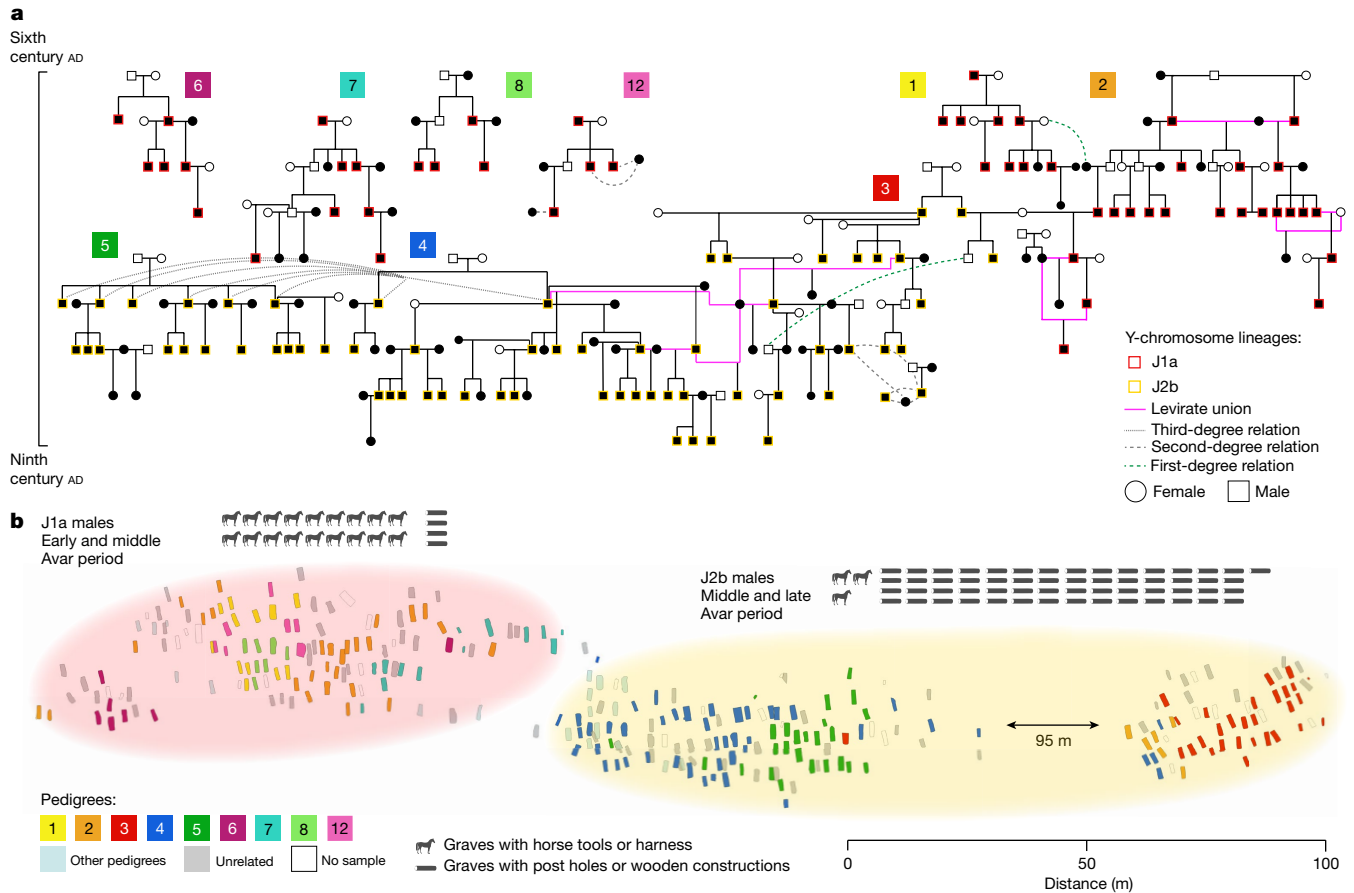 a
Sixth
century AD
6
7
8
12
1
2
3
5
4
Y-chromosome lineages:
J1a
J2b
Levirate union
Third-degree relation
Second-degree relation
First-degree relation
Female
Male
Ninth
century AD
b
J1a males
Early and middle
Avar period
J2b males
Middle and late
Avar period
95 m
Pedigrees:
1 2 3 4 5 6 7 8 12
Other pedigrees
Unrelated
No sample
Graves with horse tools or harness
Graves with post holes or wooden constructions
0 50 100
Distance (m)